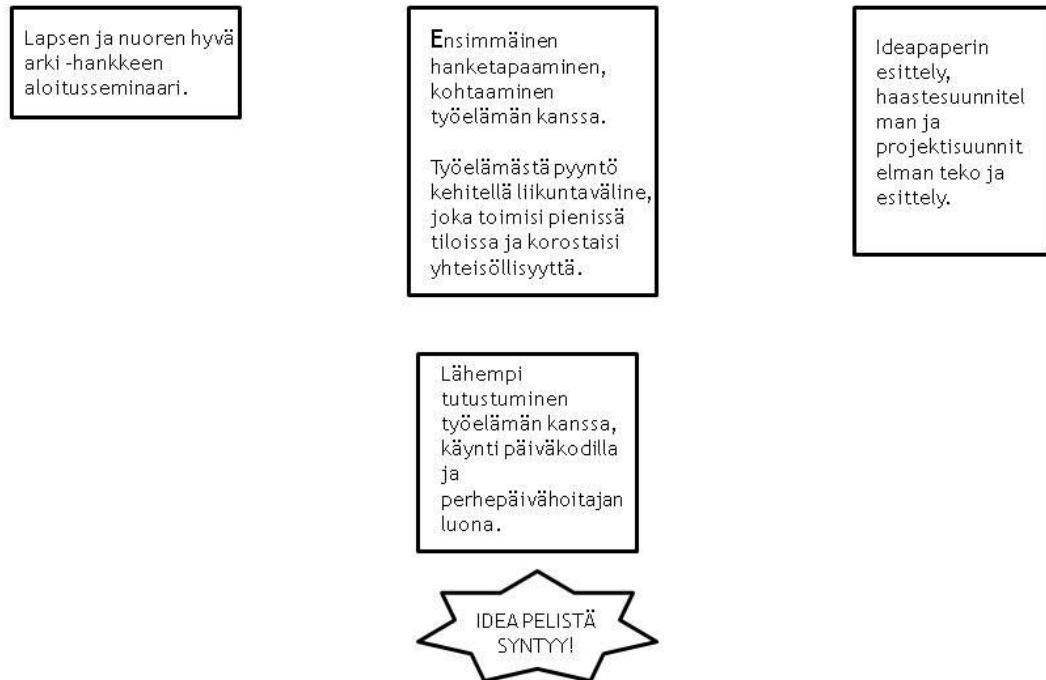 Lapsen ja nuoren hyvä
arki -hankkeen
aloitusseminaari.
Ensimmäinen
hanketapaaminen,
kohtaaminen
työelämän kanssa.
Työelämästä pyyntö
kehitellä liikuntaväline,
joka toimisi pienissä
tiloissa ja korostaisi
yhteisöllisyyttä.
Ideapaperin
esittely,
haastesuunnitel
man ja
projektisuunnit
elman teko ja
esittely.
Lähempi
tutustuminen
työelämän kanssa,
käynti päiväkodilla
ja
perhepäivähoitajan
luona.
IDEA PELISTÄ
SYNTYY!